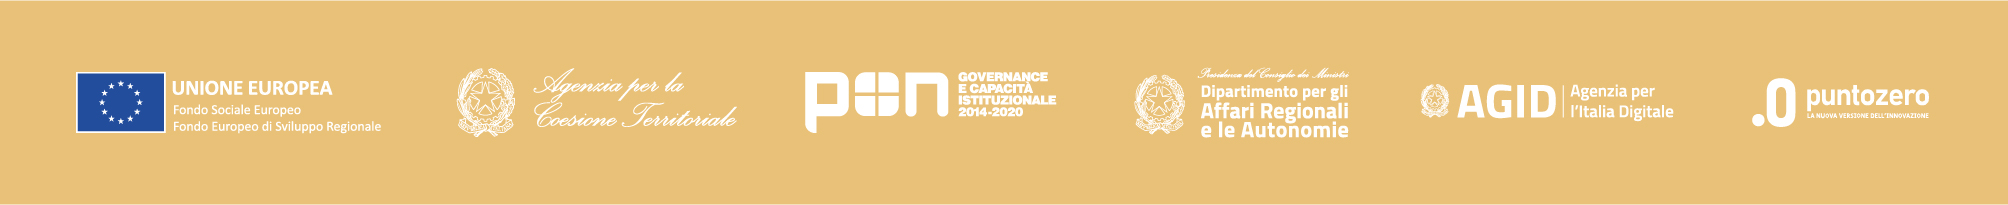 UNIONE EUROPEA
Fondo Sociale Europeo
Fondo Europeo di Sviluppo Regionale
Agenzia per la
Coesione Territoriale
pon
GOVERNANCE
E CAPACITÀ
ISTITUZIONALE
2014-2020
Presidenza del Consiglio dei Ministri
Dipartimento per gli
Affari Regionali
e le Autonomie
AGID
Agenzia per
l'Italia Digitale
.0
puntozero
LA NUOVA VERSIONE DELL'INNOVAZIONE